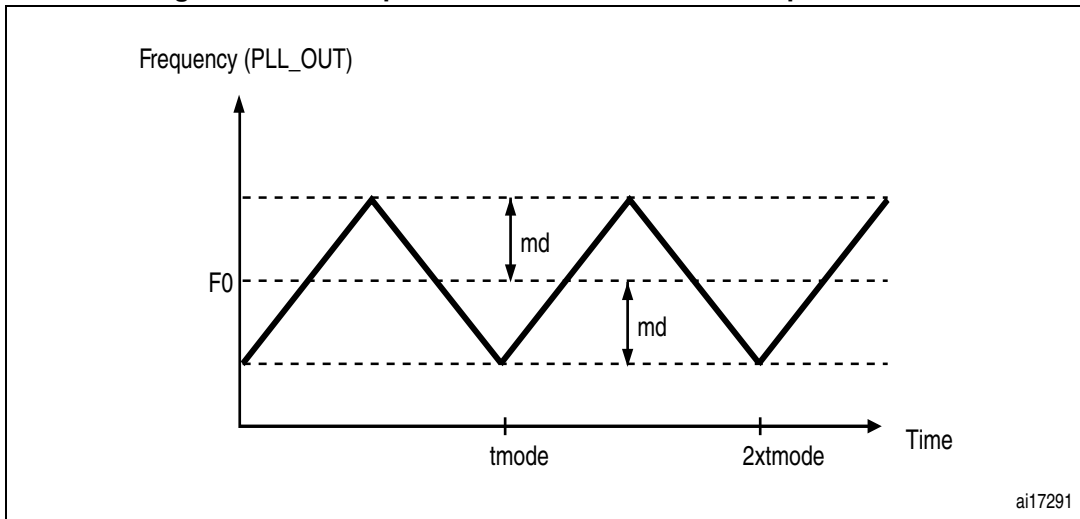 Frequency (PLL_OUT)
md
F0
md
tmode
2xtmode
Time
ai17291